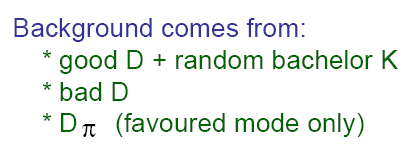 Background comes from:
* good D + random bachelor K
* bad D
* Dπ (favoured mode only)